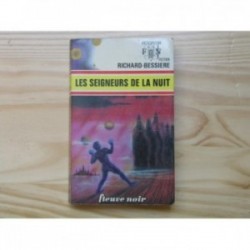 RICHARD-BESSIERE
LES SEIGNEURS DE LA NUIT
fleuve noir